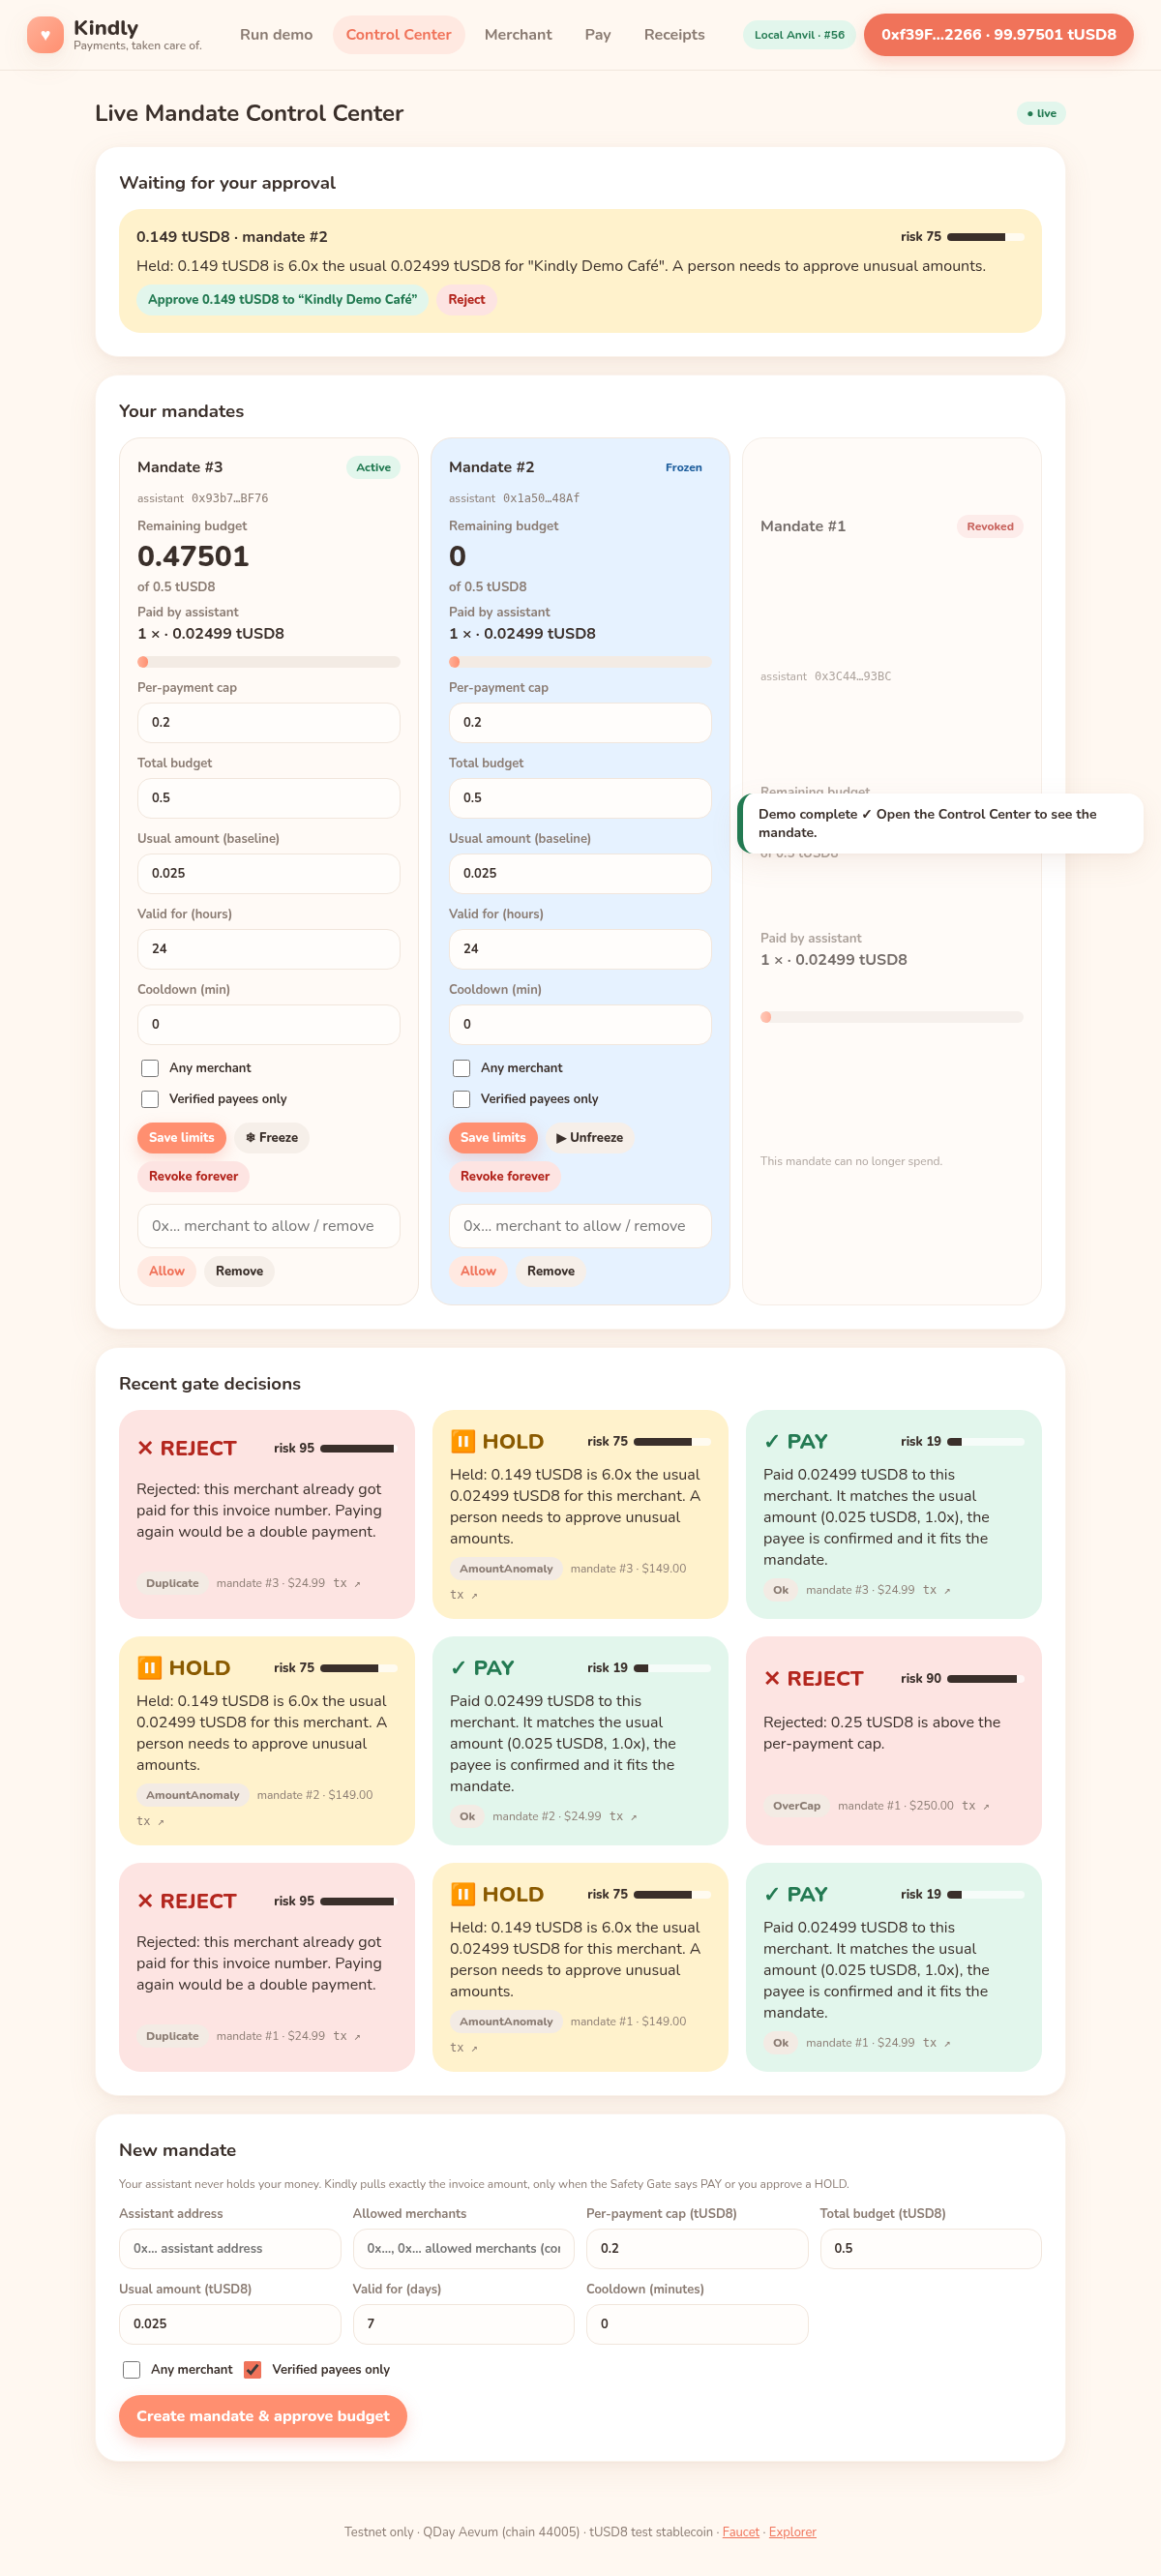 Kindly
Payments, taken care of.
Run demo
Control Center
Merchant
Pay
Receipts
Local Anvil · #56
0xf39F…2266 · 99.97501 tUSD8
Live Mandate Control Center
● live
Waiting for your approval
0.149 tUSD8 · mandate #2
risk 75
Held: 0.149 tUSD8 is 6.0x the usual 0.02499 tUSD8 for "Kindly Demo Café". A person needs to approve unusual amounts.
Approve 0.149 tUSD8 to “Kindly Demo Café”
Reject
Your mandates
Mandate #3
Active
assistant 0x93b7…BF76
Remaining budget
0.47501
of 0.5 tUSD8
Paid by assistant
1 × · 0.02499 tUSD8
Per-payment cap
0.2
Total budget
0.5
Usual amount (baseline)
0.025
Valid for (hours)
24
Cooldown (min)
0
Any merchant
Verified payees only
Save limits
❄ Freeze
Revoke forever
0x… merchant to allow / remove
Allow
Remove
Mandate #2
Frozen
assistant 0x1a50…48Af
Remaining budget
0
of 0.5 tUSD8
Paid by assistant
1 × · 0.02499 tUSD8
Per-payment cap
0.2
Total budget
0.5
Usual amount (baseline)
0.025
Valid for (hours)
24
Cooldown (min)
0
Any merchant
Verified payees only
Save limits
▶ Unfreeze
Revoke forever
0x… merchant to allow / remove
Allow
Remove
Mandate #1
Revoked
assistant 0x3C44…93BC
Remaining budget
Demo complete ✓ Open the Control Center to see the
mandate.
of 0.5 tUSD8
Paid by assistant
1 × · 0.02499 tUSD8
This mandate can no longer spend.
Recent gate decisions
✕ REJECT
risk 95
Rejected: this merchant already got
paid for this invoice number. Paying
again would be a double payment.
Duplicate
mandate #3 · $24.99 tx ↗
⏸ HOLD
risk 75
Held: 0.149 tUSD8 is 6.0x the usual
0.02499 tUSD8 for this merchant. A
person needs to approve unusual
amounts.
AmountAnomaly
mandate #3 · $149.00
tx ↗
✓ PAY
risk 19
Paid 0.02499 tUSD8 to this
merchant. It matches the usual
amount (0.025 tUSD8, 1.0x), the
payee is confirmed and it fits the
mandate.
Ok
mandate #3 · $24.99 tx ↗
⏸ HOLD
risk 75
Held: 0.149 tUSD8 is 6.0x the usual
0.02499 tUSD8 for this merchant. A
person needs to approve unusual
amounts.
AmountAnomaly
mandate #2 · $149.00
tx ↗
✓ PAY
risk 19
Paid 0.02499 tUSD8 to this
merchant. It matches the usual
amount (0.025 tUSD8, 1.0x), the
payee is confirmed and it fits the
mandate.
Ok
mandate #2 · $24.99 tx ↗
✕ REJECT
risk 90
Rejected: 0.25 tUSD8 is above the
per-payment cap.
OverCap
mandate #1 · $250.00 tx ↗
✕ REJECT
risk 95
Rejected: this merchant already got
paid for this invoice number. Paying
again would be a double payment.
Duplicate
mandate #1 · $24.99 tx ↗
⏸ HOLD
risk 75
Held: 0.149 tUSD8 is 6.0x the usual
0.02499 tUSD8 for this merchant. A
person needs to approve unusual
amounts.
AmountAnomaly
mandate #1 · $149.00
tx ↗
✓ PAY
risk 19
Paid 0.02499 tUSD8 to this
merchant. It matches the usual
amount (0.025 tUSD8, 1.0x), the
payee is confirmed and it fits the
mandate.
Ok
mandate #1 · $24.99 tx ↗
New mandate
Your assistant never holds your money. Kindly pulls exactly the invoice amount, only when the Safety Gate says PAY or you approve a HOLD.
Assistant address
Allowed merchants
Per-payment cap (tUSD8)
Total budget (tUSD8)
0x… assistant address
0x…, 0x… allowed merchants (co
0.2
0.5
Usual amount (tUSD8)
Valid for (days)
Cooldown (minutes)
0.025
7
0
Any merchant
Verified payees only
Create mandate & approve budget
Testnet only · QDay Aevum (chain 44005) · tUSD8 test stablecoin · Faucet · Explorer